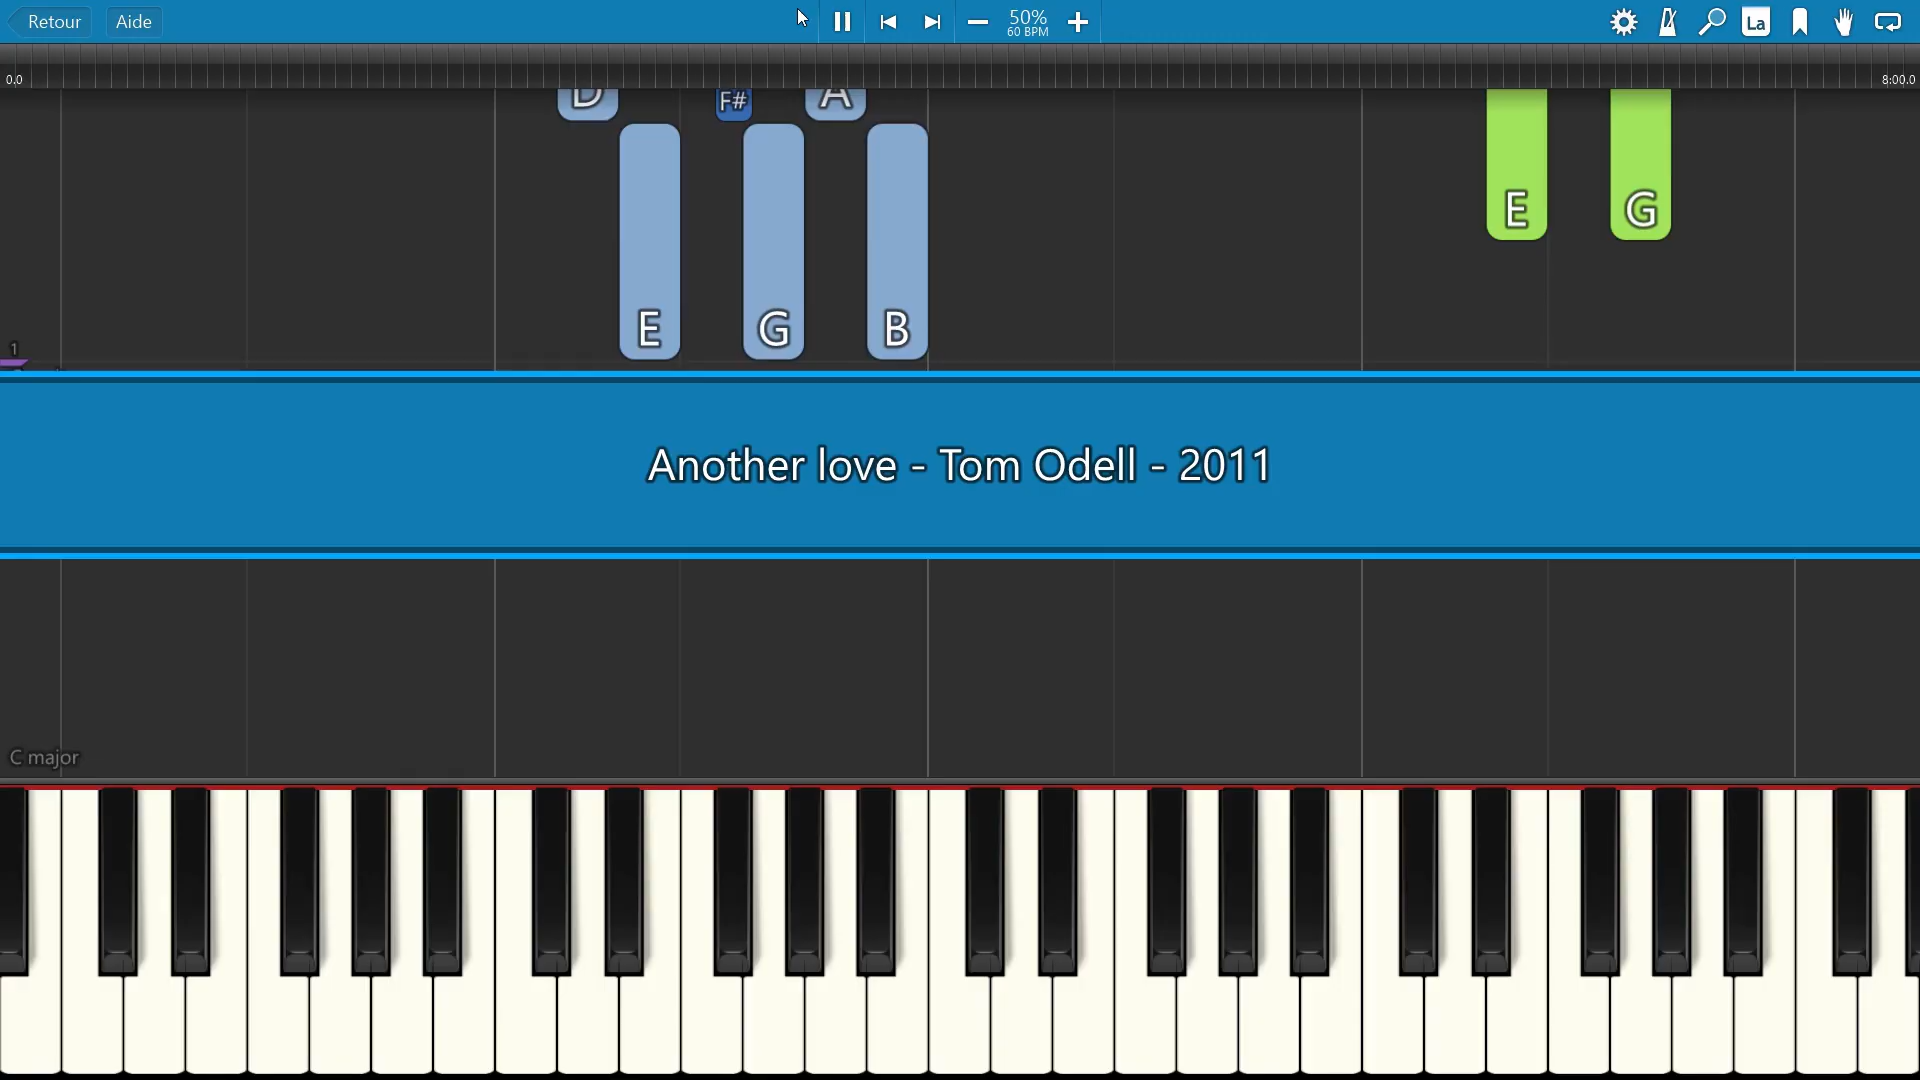 Retour Aide 50% La
60 BPM
0.0 8:00.0
D F# A
E G
E G B
1
Another love - Tom Odell - 2011
C major